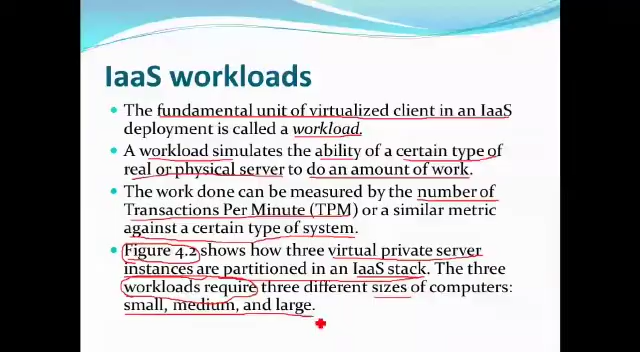 IaaS workloads
• The fundamental unit of virtualized client in an IaaS
deployment is called a workload.
• A workload simulates the ability of a certain type of
real or physical server to do an amount of work.
• The work done can be measured by the number of
Transactions Per Minute (TPM) or a similar metric
against a certain type of system.
• Figure 4.2 shows how three virtual private server
instances are partitioned in an IaaS stack. The three
workloads require three different sizes of computers:
small, medium, and large.